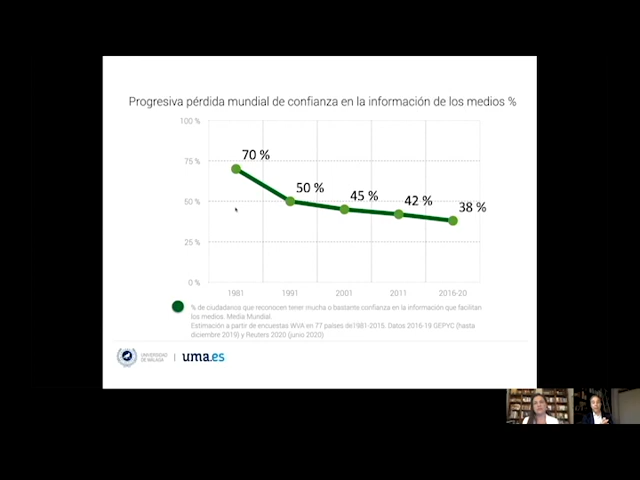 Progresiva pérdida mundial de confianza en la información de los medios %
100 %
75 %
50 %
25 %
0 %
70 %
50 %
45 %
42 %
38 %
1981
1991
2001
2011
2016-20
% de ciudadanos que reconocen tener mucha o bastante confianza en la información que facilitan
los medios. Media Mundial.
Estimación a partir de encuestas WVA en 77 países de1981-2015. Datos 2016-19 GEPYC (hasta
diciembre 2019) y Reuters 2020 (junio 2020)
UNIVERSIDAD
DE MÁLAGA
uma.es